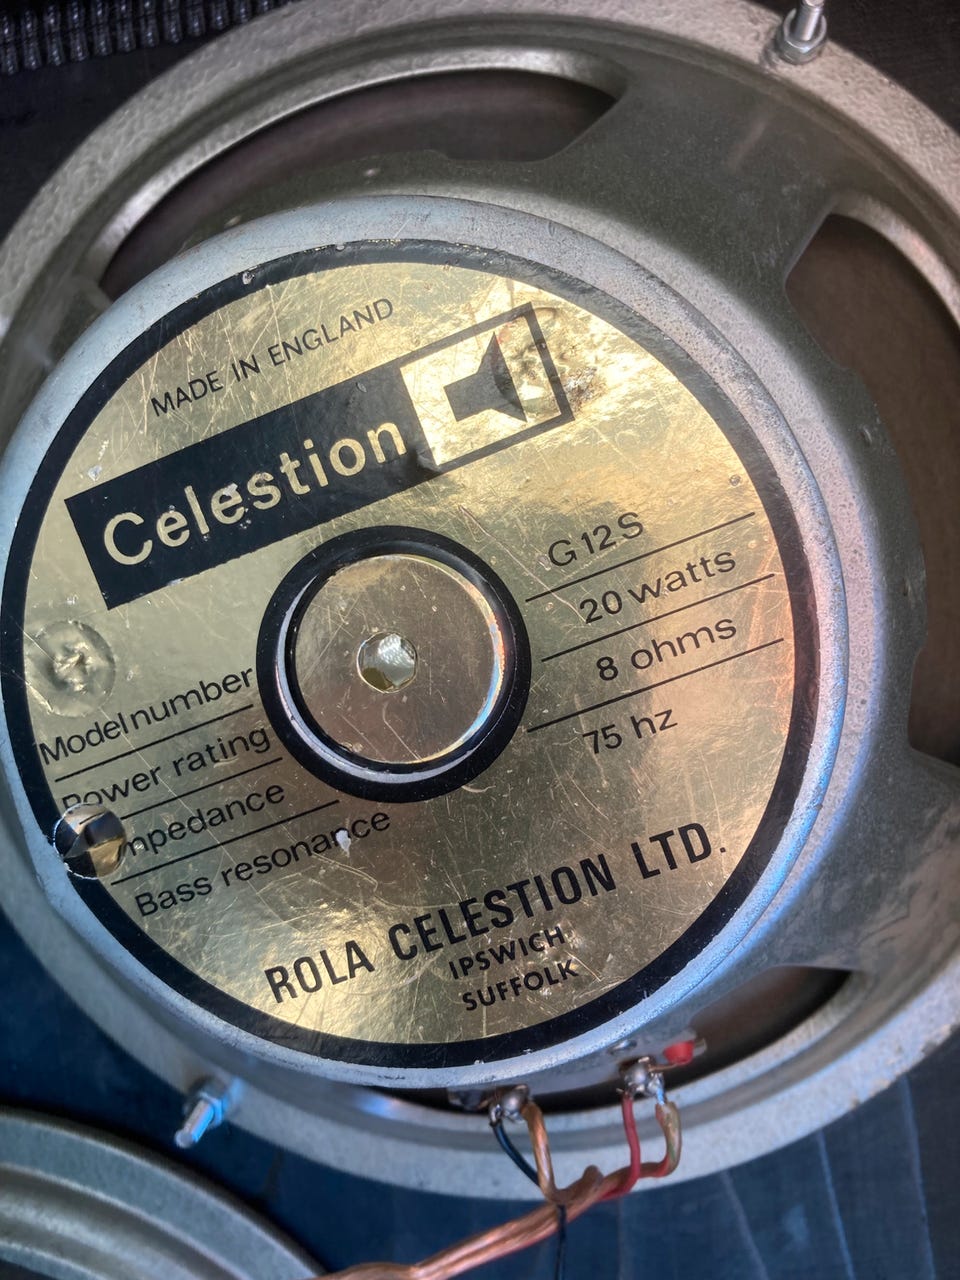 MADE IN ENGLAND
Celestion
Model number G12S
Power rating 20 watts
mpedance 8 ohms
Bass resonance 75 hz
ROLA CELESTION LTD.
IPSWICH
SUFFOLK